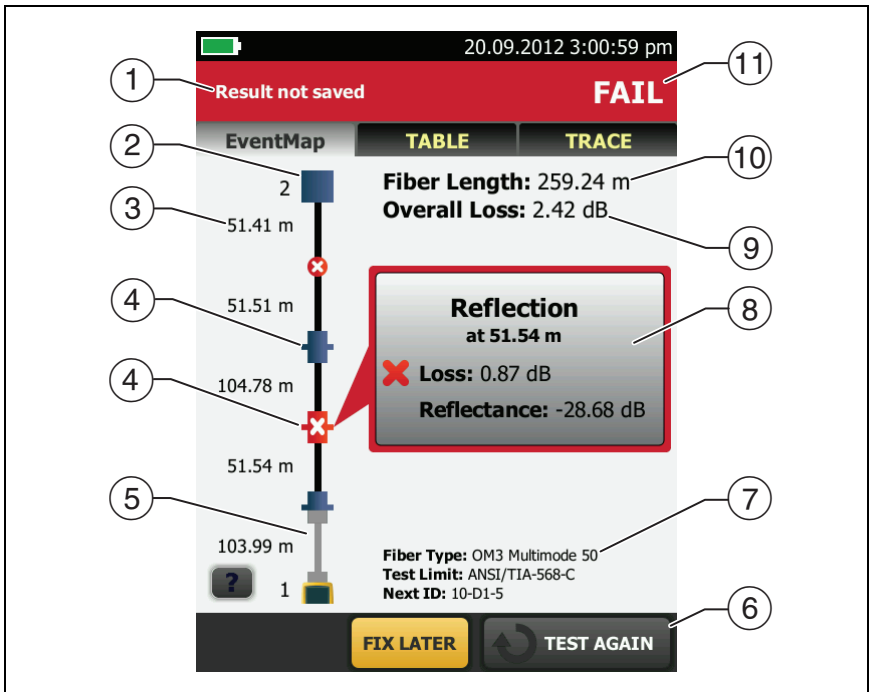 20.09.2012 3:00:59 pm
1
Result not saved
FAIL
11
EventMap
TABLE
TRACE
2
2
Fiber Length: 259.24 m
10
3
51.41 m
Overall Loss: 2.42 dB
9
4
51.51 m
Reflection
at 51.54 m
8
4
104.78 m
Loss: 0.87 dB
Reflectance: -28.68 dB
51.54 m
5
7
103.99 m
Fiber Type: OM3 Multimode 50
Test Limit: ANSI/TIA-568-C
Next ID: 10-D1-5
?
1
6
FIX LATER
TEST AGAIN